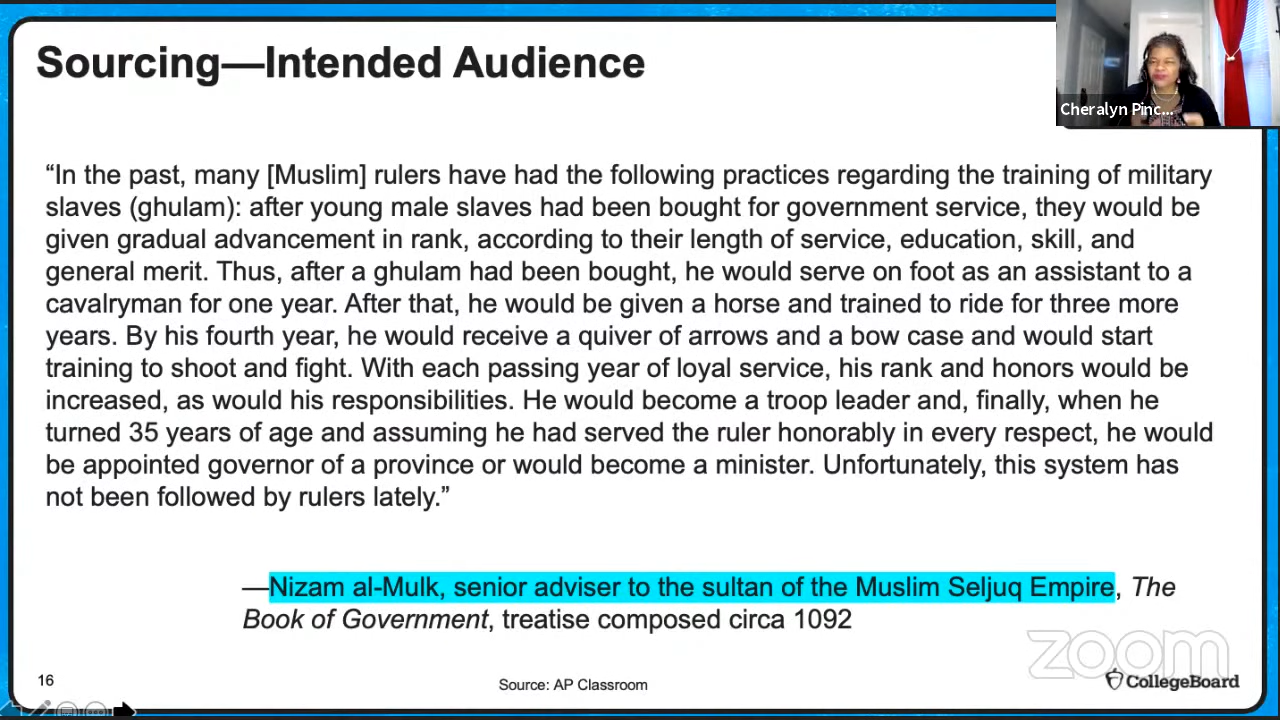 Sourcing—Intended Audience
Cheralyn Pinc...
“In the past, many [Muslim] rulers have had the following practices regarding the training of military
slaves (ghulam): after young male slaves had been bought for government service, they would be
given gradual advancement in rank, according to their length of service, education, skill, and
general merit. Thus, after a ghulam had been bought, he would serve on foot as an assistant to a
cavalryman for one year. After that, he would be given a horse and trained to ride for three more
years. By his fourth year, he would receive a quiver of arrows and a bow case and would start
training to shoot and fight. With each passing year of loyal service, his rank and honors would be
increased, as would his responsibilities. He would become a troop leader and, finally, when he
turned 35 years of age and assuming he had served the ruler honorably in every respect, he would
be appointed governor of a province or would become a minister. Unfortunately, this system has
not been followed by rulers lately.”
—Nizam al-Mulk, senior adviser to the sultan of the Muslim Seljuq Empire, The
Book of Government, treatise composed circa 1092
zoom
16
Source: AP Classroom
CollegeBoard